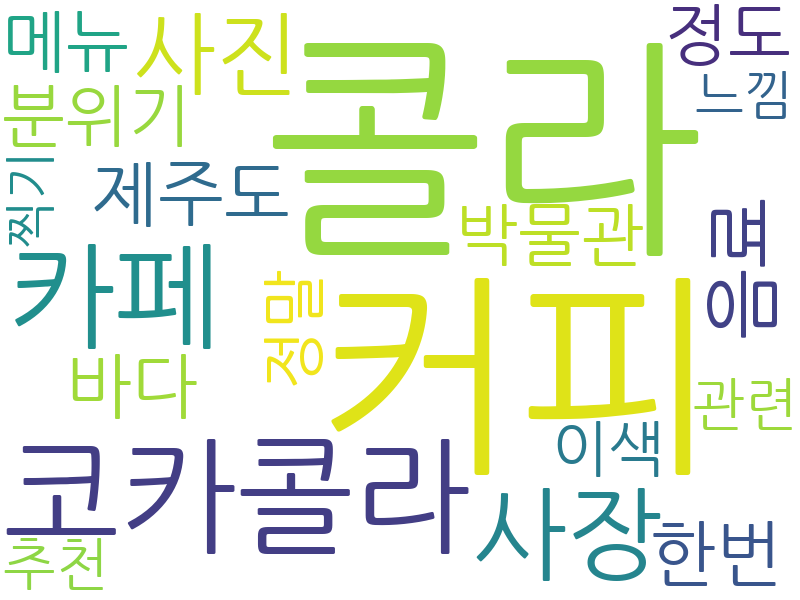 메뉴
사진
콜라
정도
느낌
분위기
찍기
제주도
박물관
음료
카페
정말
커피
바다
관련
코카콜라
이색
사장
한번
추천